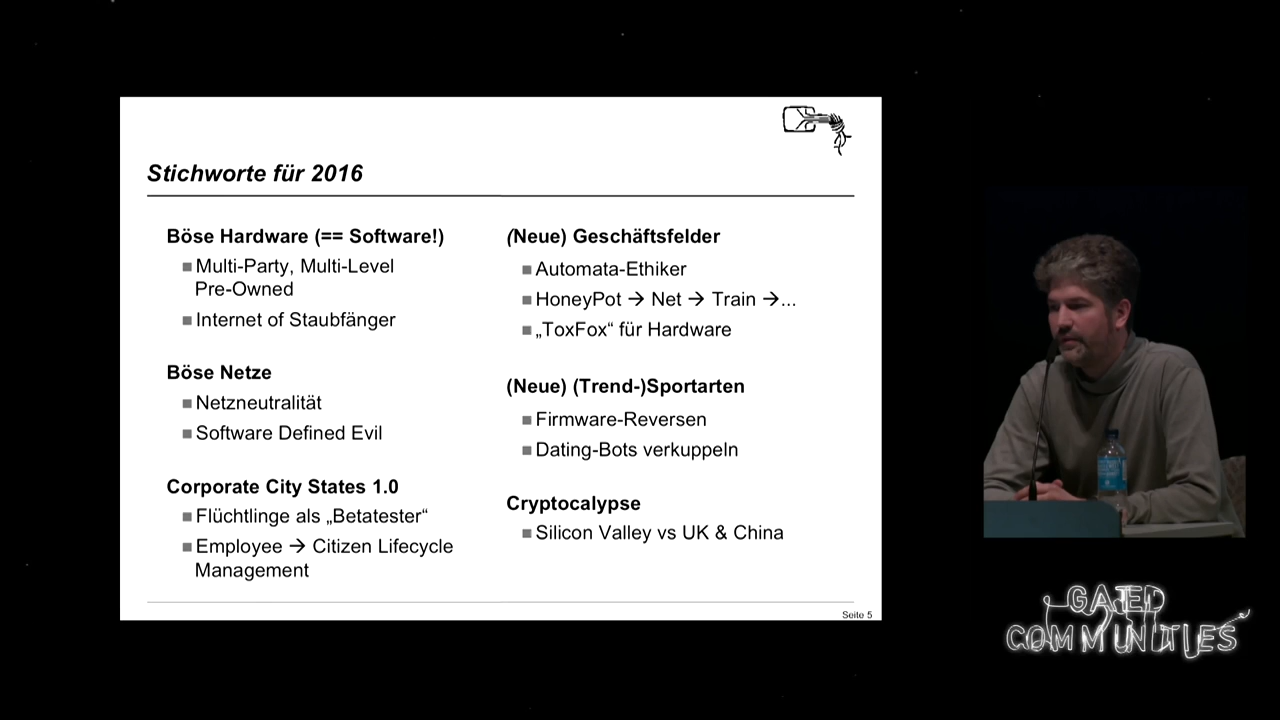 Stichworte für 2016
Böse Hardware (== Software!)
Multi-Party, Multi-Level
Pre-Owned
Internet of Staubfänger
Böse Netze
Netzneutralität
Software Defined Evil
Corporate City States 1.0
Flüchtlinge als „Betatester“
Employee → Citizen Lifecycle
Management
(Neue) Geschäftsfelder
Automata-Ethiker
HoneyPot → Net → Train →...
„ToxFox“ für Hardware
(Neue) (Trend-)Sportarten
Firmware-Reversen
Dating-Bots verkuppeln
Cryptocalypse
Silicon Valley vs UK & China
Seite 5
GATED
COMMUNITIES